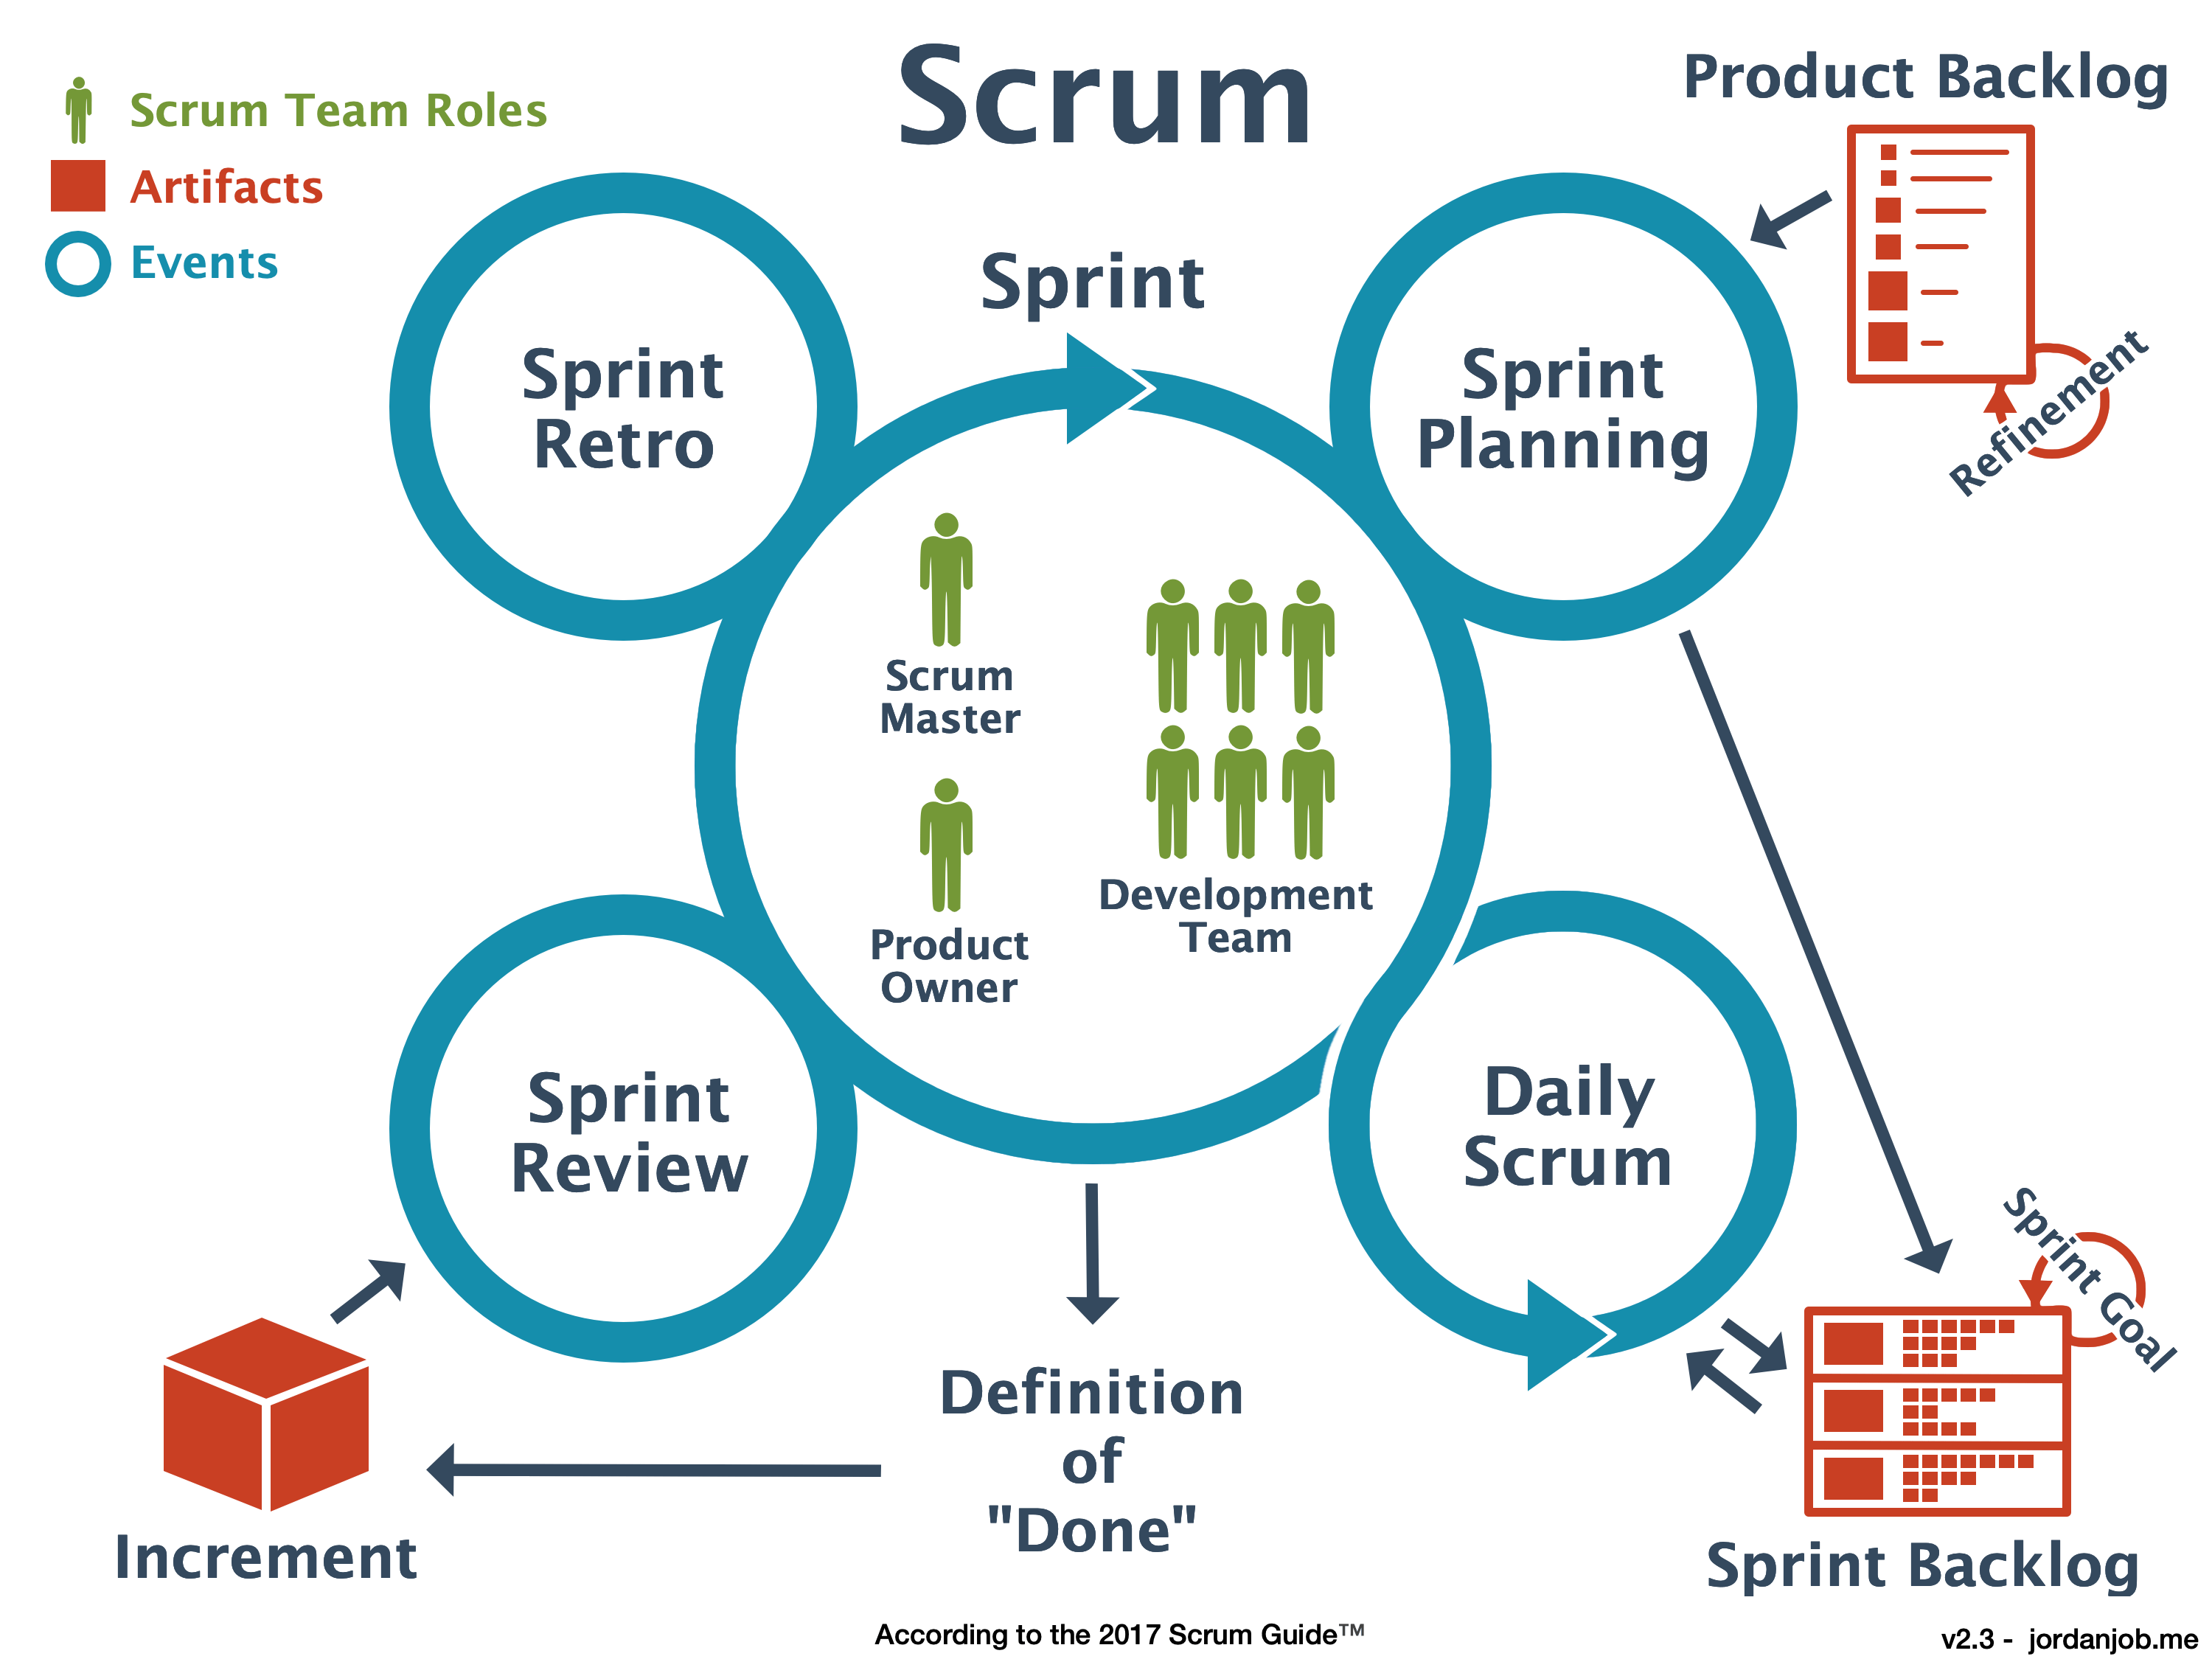 Scrum
Scrum Team Roles
Artifacts
Events
Product Backlog
Refinement
Sprint
Sprint
Retro
Sprint
Planning
Scrum
Master
Product
Owner
Development
Team
Sprint
Review
Daily
Scrum
Sprint Goal
Definition
of
"Done"
Increment
Sprint Backlog
According to the 2017 Scrum Guide™
v2.3 - jordanjob.me